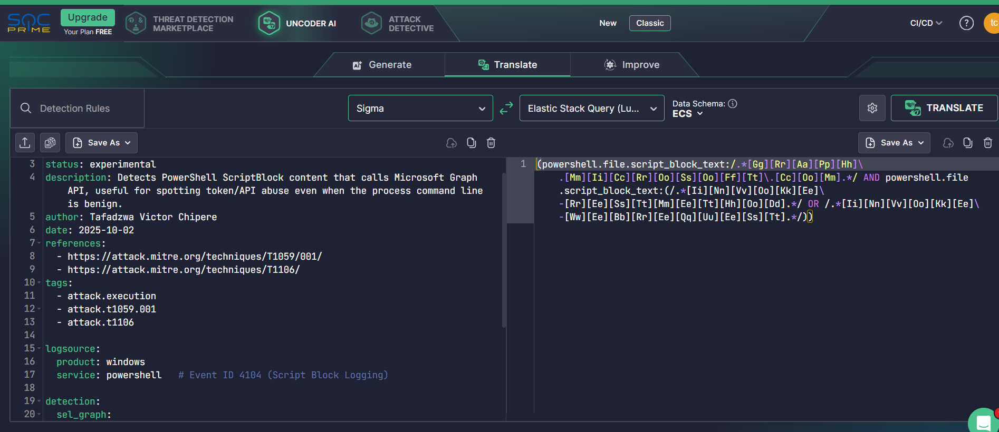 SOC PRIME
Upgrade
Your Plan FREE
THREAT DETECTION
MARKETPLACE
UNCODER AI
ATTACK
DETECTIVE
New
Classic
CI/CD
?
tc
Generate
Translate
Improve
Detection Rules
Sigma
Elastic Stack Query (Lu...
Data Schema:
ECS
TRANSLATE
Save As
Save As
3 status: experimental
4 description: Detects PowerShell ScriptBlock content that calls Microsoft Graph
API, useful for spotting token/API abuse even when the process command line
is benign.
5 author: Tafadzwa Victor Chipere
6 date: 2025-10-02
7 references:
8 - https://attack.mitre.org/techniques/T1059/001/
9 - https://attack.mitre.org/techniques/T1106/
10 tags:
11 - attack.execution
12 - attack.t1059.001
13 - attack.t1106
14
15 logsource:
16 product: windows
17 service: powershell # Event ID 4104 (Script Block Logging)
18
19 detection:
20 sel_graph:
1 (powershell.file.script_block_text:/.*[Gg][Rr][Aa][Pp][Hh]\
.[Mm][Ii][Cc][Rr][Oo][Ss][Oo][Ff][Tt]\.[Cc][Oo][Mm].*/ AND powershell.file
.script_block_text:(/.*[Ii][Nn][Vv][Oo][Kk][Ee]\
-[Rr][Ee][Ss][Tt][Mm][Ee][Tt][Hh][Oo][Dd].*/ OR /.*[Ii][Nn][Vv][Oo][Kk][Ee]\
-[Ww][Ee][Bb][Rr][Ee][Qq][Uu][Ee][Ss][Tt].*/))